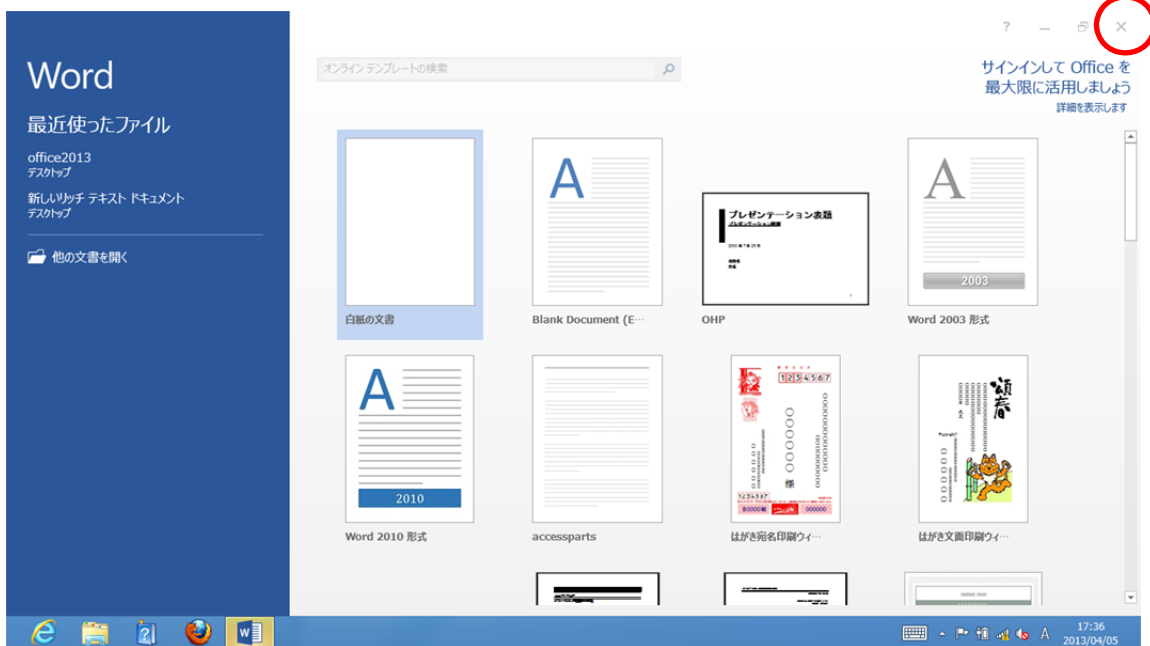 Word
最近使ったファイル
office2013
デスクトップ
新しいリッチ テキスト ドキュメント
デスクトップ
他の文書を開く
オンライン テンプレートの検索
?
サインインして Office を
最大限に活用しましょう
詳細を表示します
白紙の文書
A
Blank Document (E…
プレゼンテーション表題
OHP
A
2003
Word 2003 形式
A
2010
Word 2010 形式
accessparts
1234567
様
1234567
はがき宛名印刷ウィ…
頌春
はがき文面印刷ウィ…
W
A
17:36
2013/04/05